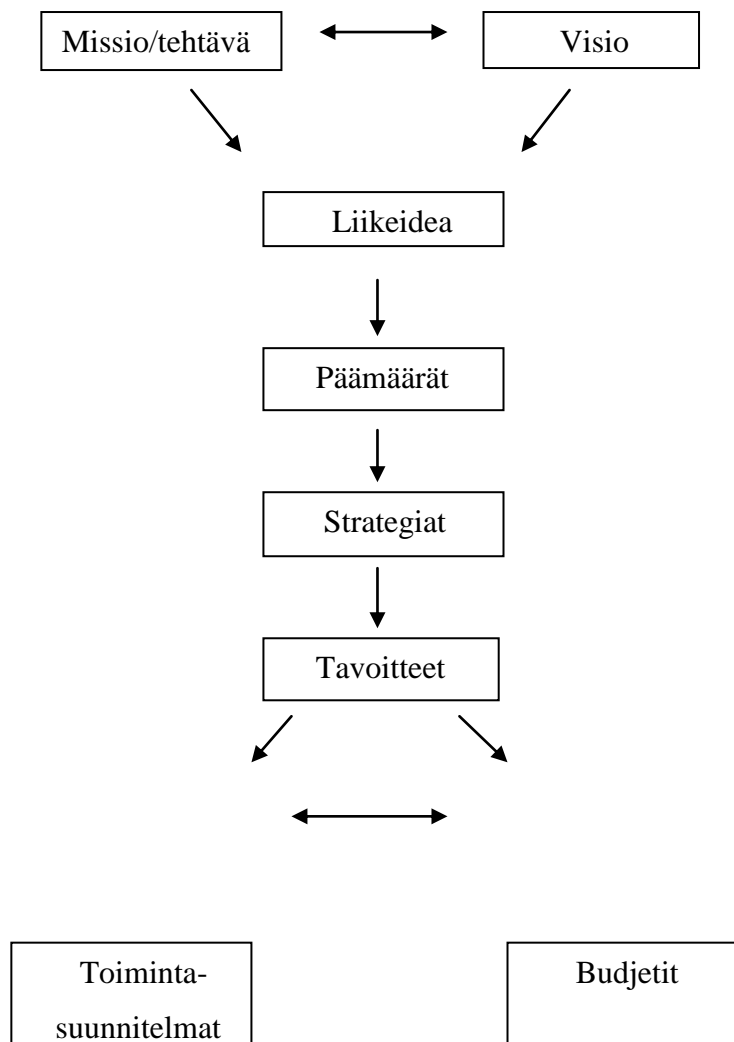 Missio/tehtävä
Visio
Liikeidea
Päämäärät
Strategiat
Tavoitteet
Toiminta-
suunnitelmat
Budjetit